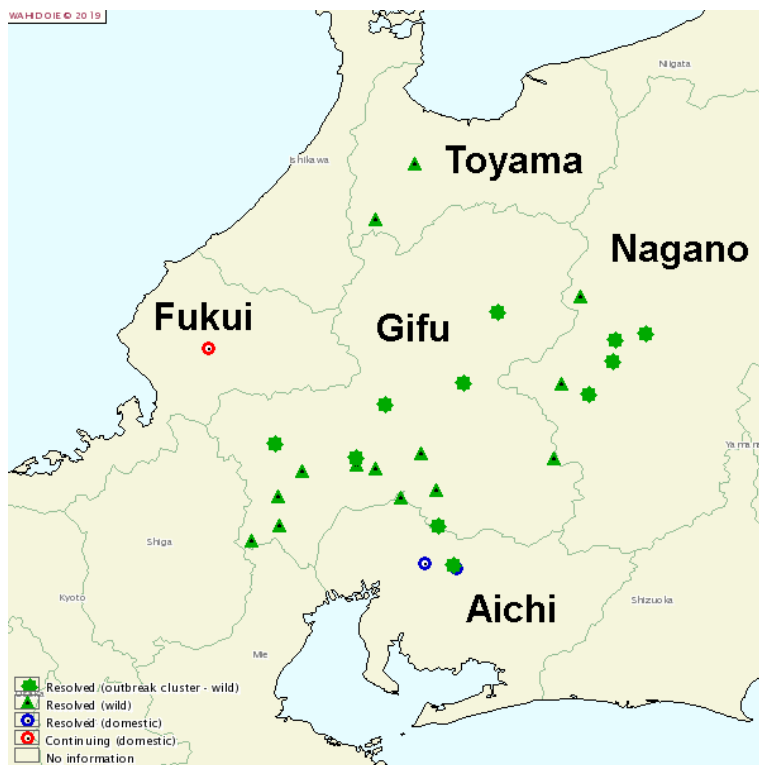 WAHID OIE © 2019
Niigata
Ishikawa
Toyama
Nagano
Fukui
Gifu
Shiga
Kyoto
Aichi
Shizuoka
Mie
Resolved (outbreak cluster - wild)
Resolved (wild)
Resolved (domestic)
Continuing (domestic)
No information